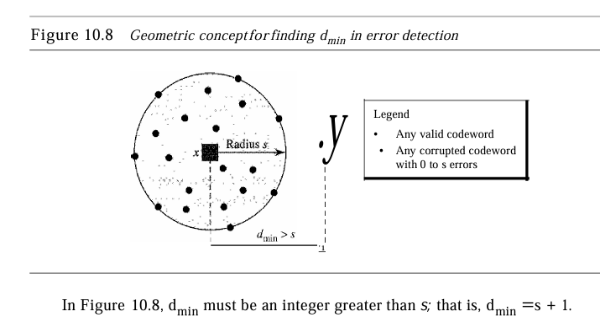 Figure 10.8 Geometric concept for finding dmin in error detection
Legend
• Any valid codeword
• Any corrupted codeword
with 0 to s errors
Radius s
x
y
dmin > s
In Figure 10.8, dmin must be an integer greater than s; that is, dmin =s + 1.